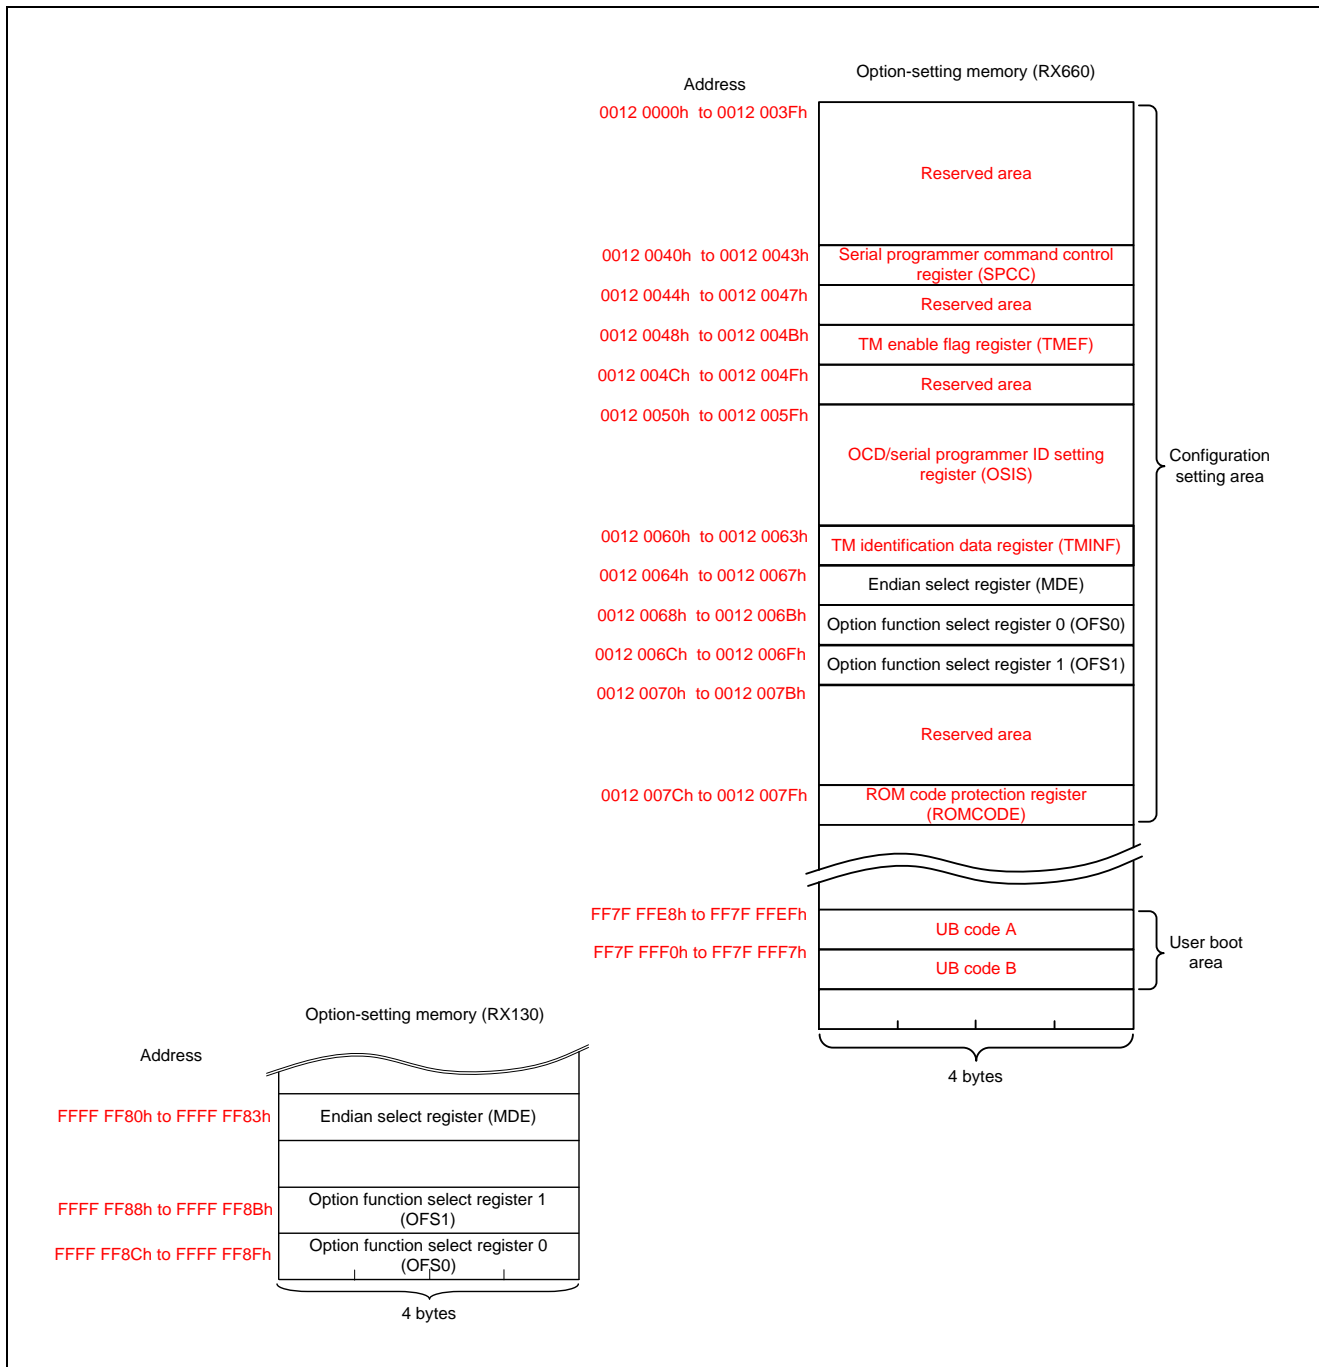 Option-setting memory (RX660)
Address
0012 0000h to 0012 003Fh
Reserved area
0012 0040h to 0012 0043h
Serial programmer command control
register (SPCC)
0012 0044h to 0012 0047h
Reserved area
0012 0048h to 0012 004Bh
TM enable flag register (TMEF)
0012 004Ch to 0012 004Fh
Reserved area
0012 0050h to 0012 005Fh
OCD/serial programmer ID setting
register (OSIS)
Configuration
setting area
0012 0060h to 0012 0063h
TM identification data register (TMINF)
0012 0064h to 0012 0067h
Endian select register (MDE)
0012 0068h to 0012 006Bh
Option function select register 0 (OFS0)
0012 006Ch to 0012 006Fh
Option function select register 1 (OFS1)
0012 0070h to 0012 007Bh
Reserved area
0012 007Ch to 0012 007Fh
ROM code protection register
(ROMCODE)
FF7F FFE8h to FF7F FFEFh
UB code A
FF7F FFF0h to FF7F FFF7h
UB code B
User boot
area
4 bytes
Option-setting memory (RX130)
Address
FFFF FF80h to FFFF FF83h
Endian select register (MDE)
FFFF FF88h to FFFF FF8Bh
Option function select register 1
(OFS1)
FFFF FF8Ch to FFFF FF8Fh
Option function select register 0
(OFS0)
4 bytes